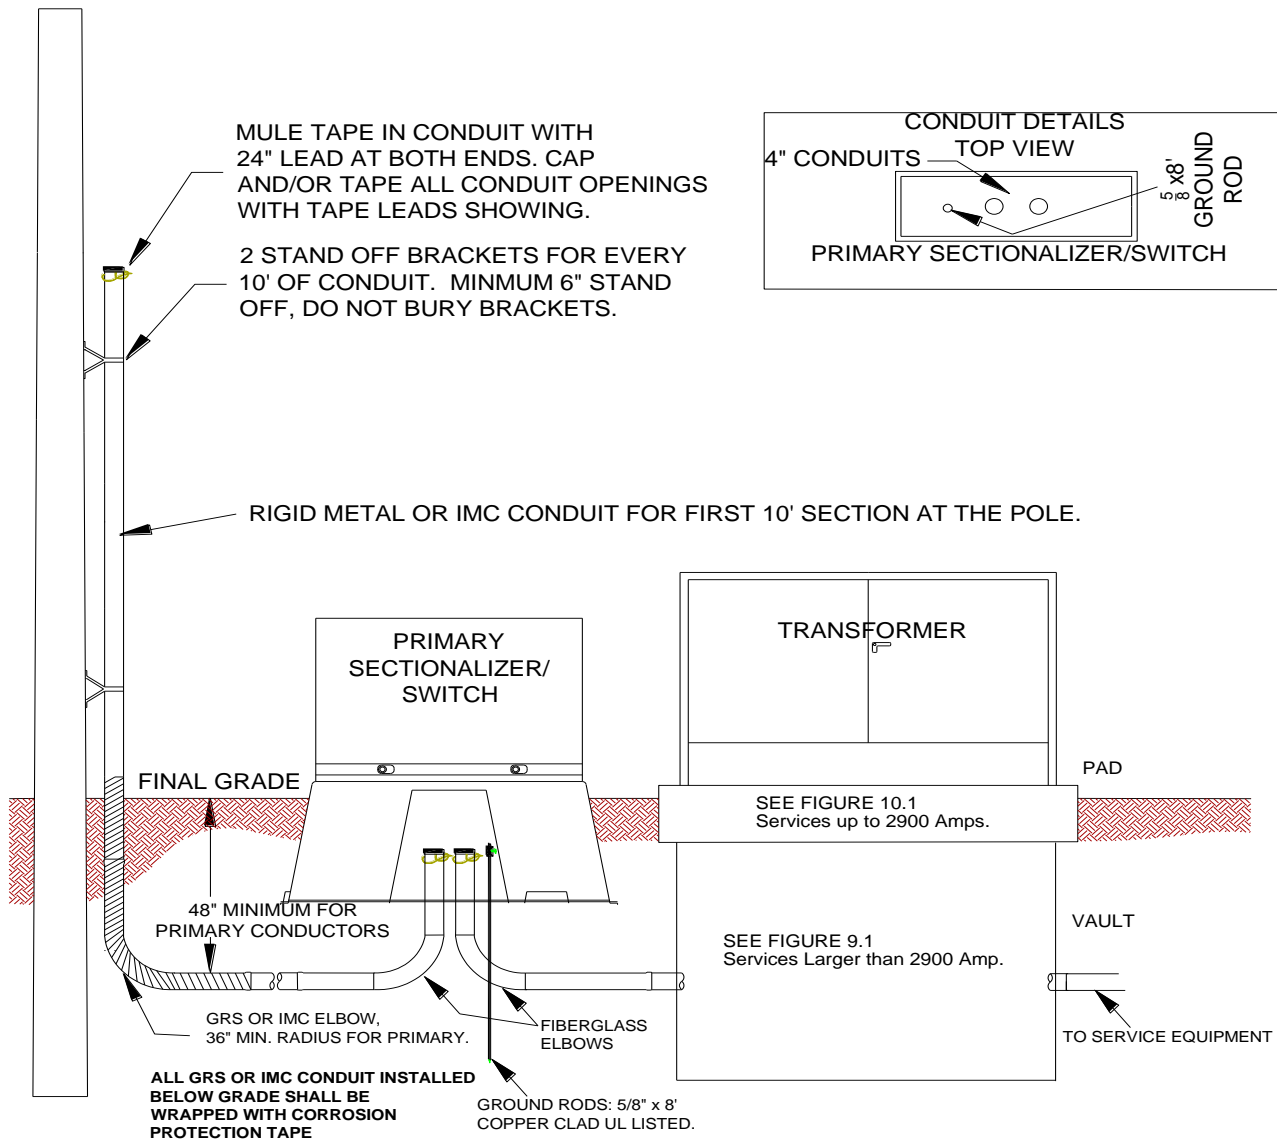 MULE TAPE IN CONDUIT WITH
24" LEAD AT BOTH ENDS. CAP
AND/OR TAPE ALL CONDUIT OPENINGS
WITH TAPE LEADS SHOWING.
2 STAND OFF BRACKETS FOR EVERY
10' OF CONDUIT. MINMUM 6" STAND
OFF, DO NOT BURY BRACKETS.
CONDUIT DETAILS
TOP VIEW
4" CONDUITS
5/8 x8'
GROUND
ROD
PRIMARY SECTIONALIZER/SWITCH
RIGID METAL OR IMC CONDUIT FOR FIRST 10' SECTION AT THE POLE.
PRIMARY
SECTIONALIZER/
SWITCH
TRANSFORMER
FINAL GRADE
PAD
SEE FIGURE 10.1
Services up to 2900 Amps.
48" MINIMUM FOR
PRIMARY CONDUCTORS
VAULT
SEE FIGURE 9.1
Services Larger than 2900 Amp.
GRS OR IMC ELBOW,
36" MIN. RADIUS FOR PRIMARY.
FIBERGLASS
ELBOWS
TO SERVICE EQUIPMENT
ALL GRS OR IMC CONDUIT INSTALLED
BELOW GRADE SHALL BE
WRAPPED WITH CORROSION
PROTECTION TAPE
GROUND RODS: 5/8" x 8'
COPPER CLAD UL LISTED.